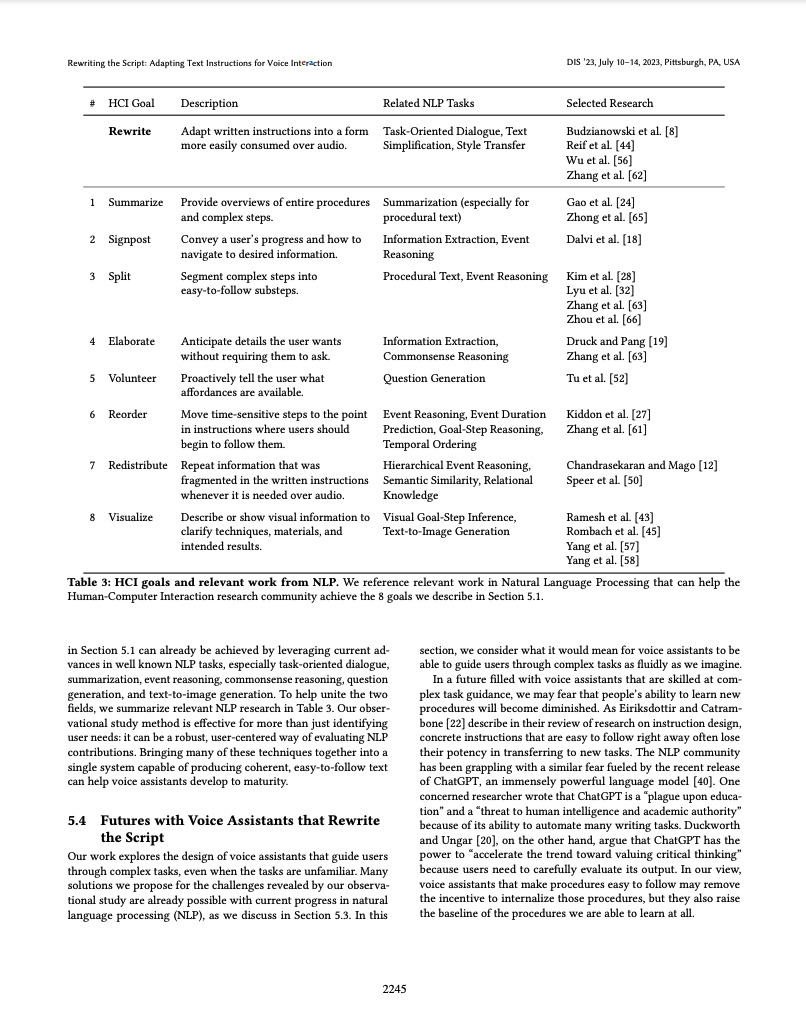 Rewriting the Script: Adapting Text Instructions for Voice Interaction
DIS '23, July 10–14, 2023, Pittsburgh, PA, USA
# HCI Goal Description Related NLP Tasks Selected Research
Rewrite Adapt written instructions into a form Task-Oriented Dialogue, Text Budzianowski et al. [8]
more easily consumed over audio. Simplification, Style Transfer Reif et al. [44]
Wu et al. [56]
Zhang et al. [62]
1 Summarize Provide overviews of entire procedures Summarization (especially for Gao et al. [24]
and complex steps. procedural text) Zhong et al. [65]
2 Signpost Convey a user's progress and how to Information Extraction, Event Dalvi et al. [18]
navigate to desired information. Reasoning
3 Split Segment complex steps into Procedural Text, Event Reasoning Kim et al. [28]
easy-to-follow substeps. Lyu et al. [32]
Zhang et al. [63]
Zhou et al. [66]
4 Elaborate Anticipate details the user wants Information Extraction, Druck and Pang [19]
without requiring them to ask. Commonsense Reasoning Zhang et al. [63]
5 Volunteer Proactively tell the user what Question Generation Tu et al. [52]
affordances are available.
6 Reorder Move time-sensitive steps to the point Event Reasoning, Event Duration Kiddon et al. [27]
in instructions where users should Prediction, Goal-Step Reasoning, Zhang et al. [61]
begin to follow them. Temporal Ordering
7 Redistribute Repeat information that was Hierarchical Event Reasoning, Chandrasekaran and Mago [12]
fragmented in the written instructions Semantic Similarity, Relational Speer et al. [50]
whenever it is needed over audio. Knowledge
8 Visualize Describe or show visual information to Visual Goal-Step Inference, Ramesh et al. [43]
clarify techniques, materials, and Text-to-Image Generation Rombach et al. [45]
intended results. Yang et al. [57]
Yang et al. [58]
Table 3: HCI goals and relevant work from NLP. We reference relevant work in Natural Language Processing that can help the
Human-Computer Interaction research community achieve the 8 goals we describe in Section 5.1.
in Section 5.1 can already be achieved by leveraging current ad-
vances in well known NLP tasks, especially task-oriented dialogue,
summarization, event reasoning, commonsense reasoning, question
generation, and text-to-image generation. To help unite the two
fields, we summarize relevant NLP research in Table 3. Our obser-
vational study method is effective for more than just identifying
user needs: it can be a robust, user-centered way of evaluating NLP
contributions. Bringing many of these techniques together into a
single system capable of producing coherent, easy-to-follow text
can help voice assistants develop to maturity.
5.4 Futures with Voice Assistants that Rewrite
the Script
Our work explores the design of voice assistants that guide users
through complex tasks, even when the tasks are unfamiliar. Many
solutions we propose for the challenges revealed by our observa-
tional study are already possible with current progress in natural
language processing (NLP), as we discuss in Section 5.3. In this
section, we consider what it would mean for voice assistants to be
able to guide users through complex tasks as fluidly as we imagine.
In a future filled with voice assistants that are skilled at com-
plex task guidance, we may fear that people's ability to learn new
procedures will become diminished. As Eiriksdottir and Catram-
bone [22] describe in their review of research on instruction design,
concrete instructions that are easy to follow right away often lose
their potency in transferring to new tasks. The NLP community
has been grappling with a similar fear fueled by the recent release
of ChatGPT, an immensely powerful language model [40]. One
concerned researcher wrote that ChatGPT is a "plague upon educa-
tion" and a "threat to human intelligence and academic authority"
because of its ability to automate many writing tasks. Duckworth
and Ungar [20], on the other hand, argue that ChatGPT has the
power to "accelerate the trend toward valuing critical thinking"
because users need to carefully evaluate its output. In our view,
voice assistants that make procedures easy to follow may remove
the incentive to internalize those procedures, but they also raise
the baseline of the procedures we are able to learn at all.
2245